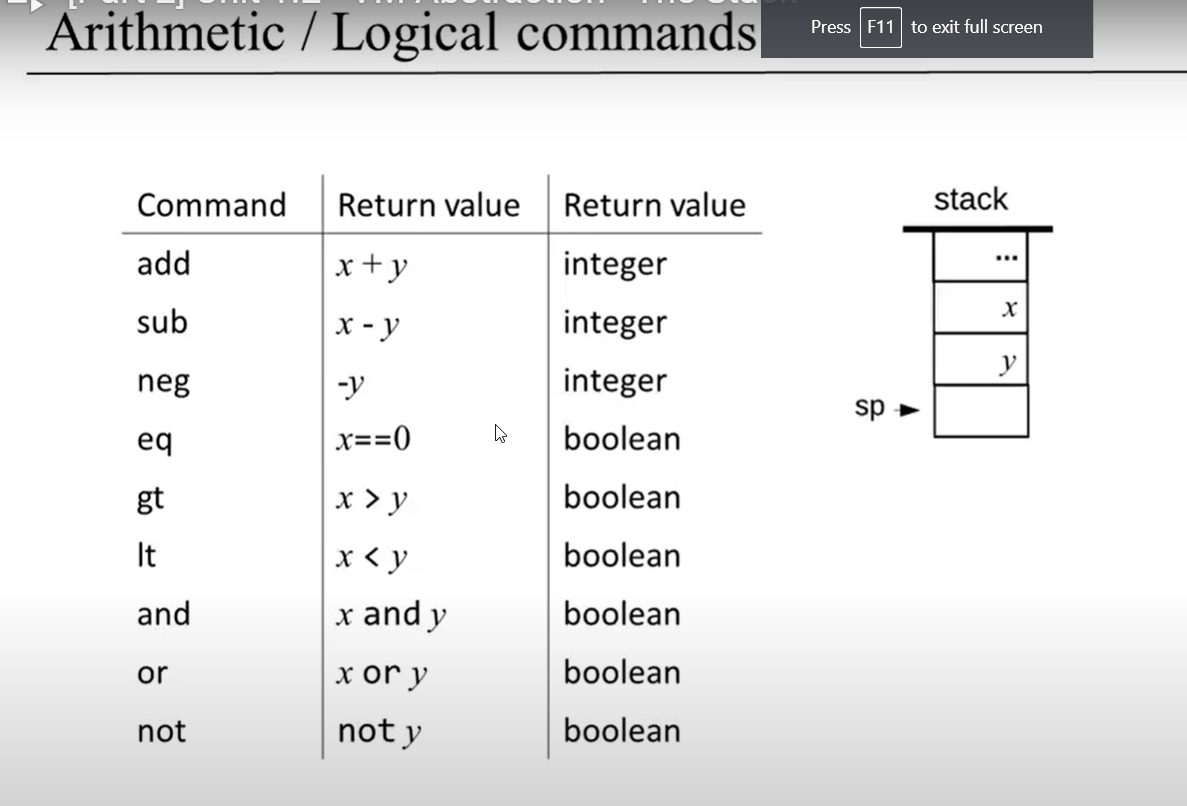 Arithmetic / Logical commands
Press F11 to exit full screen
Command Return value Return value
add x + y integer
sub x - y integer
neg -y integer
eq x==0 boolean
gt x > y boolean
lt x < y boolean
and x and y boolean
or x or y boolean
not not y boolean
stack
...
x
y
sp